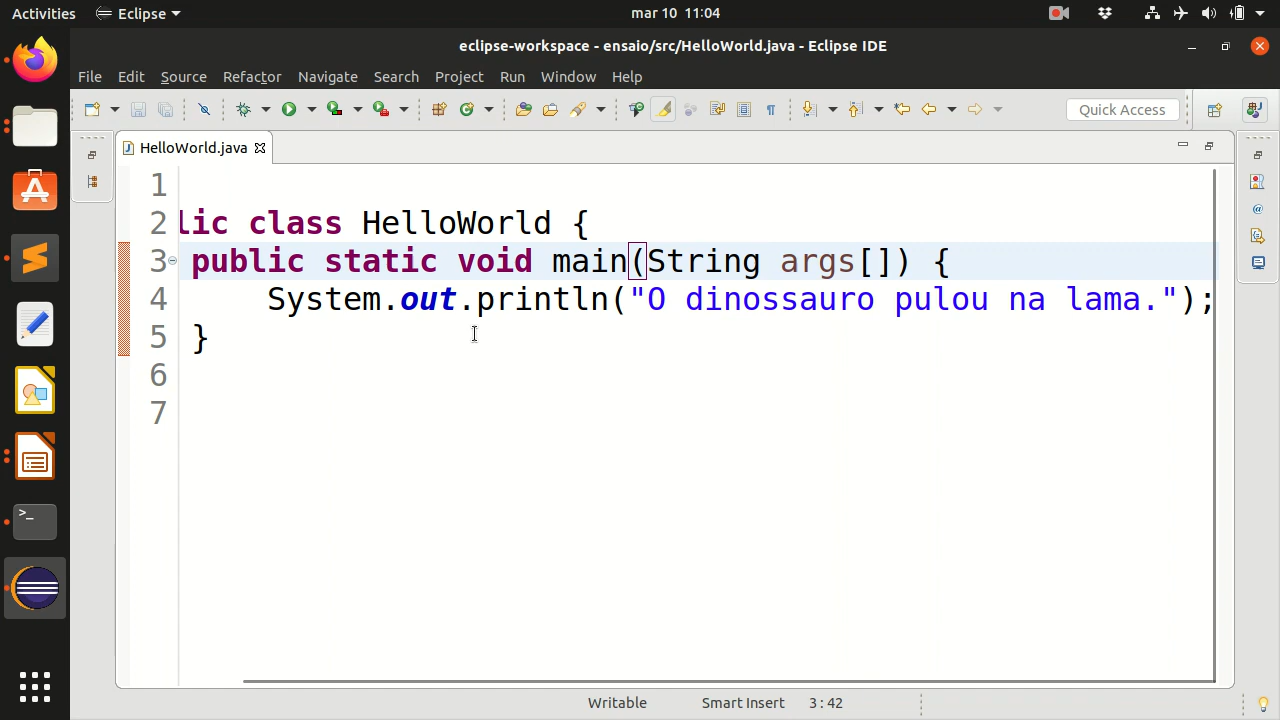 Activities Eclipse mar 10 11:04
eclipse-workspace - ensaio/src/HelloWorld.java - Eclipse IDE
File Edit Source Refactor Navigate Search Run Project Window Help
Quick Access
HelloWorld.java
1
2 lic class HelloWorld {
3 public static void main(String args[]) {
4 System.out.println("O dinossauro pulou na lama.");
5 }
6
7
Writable Smart Insert 3:42